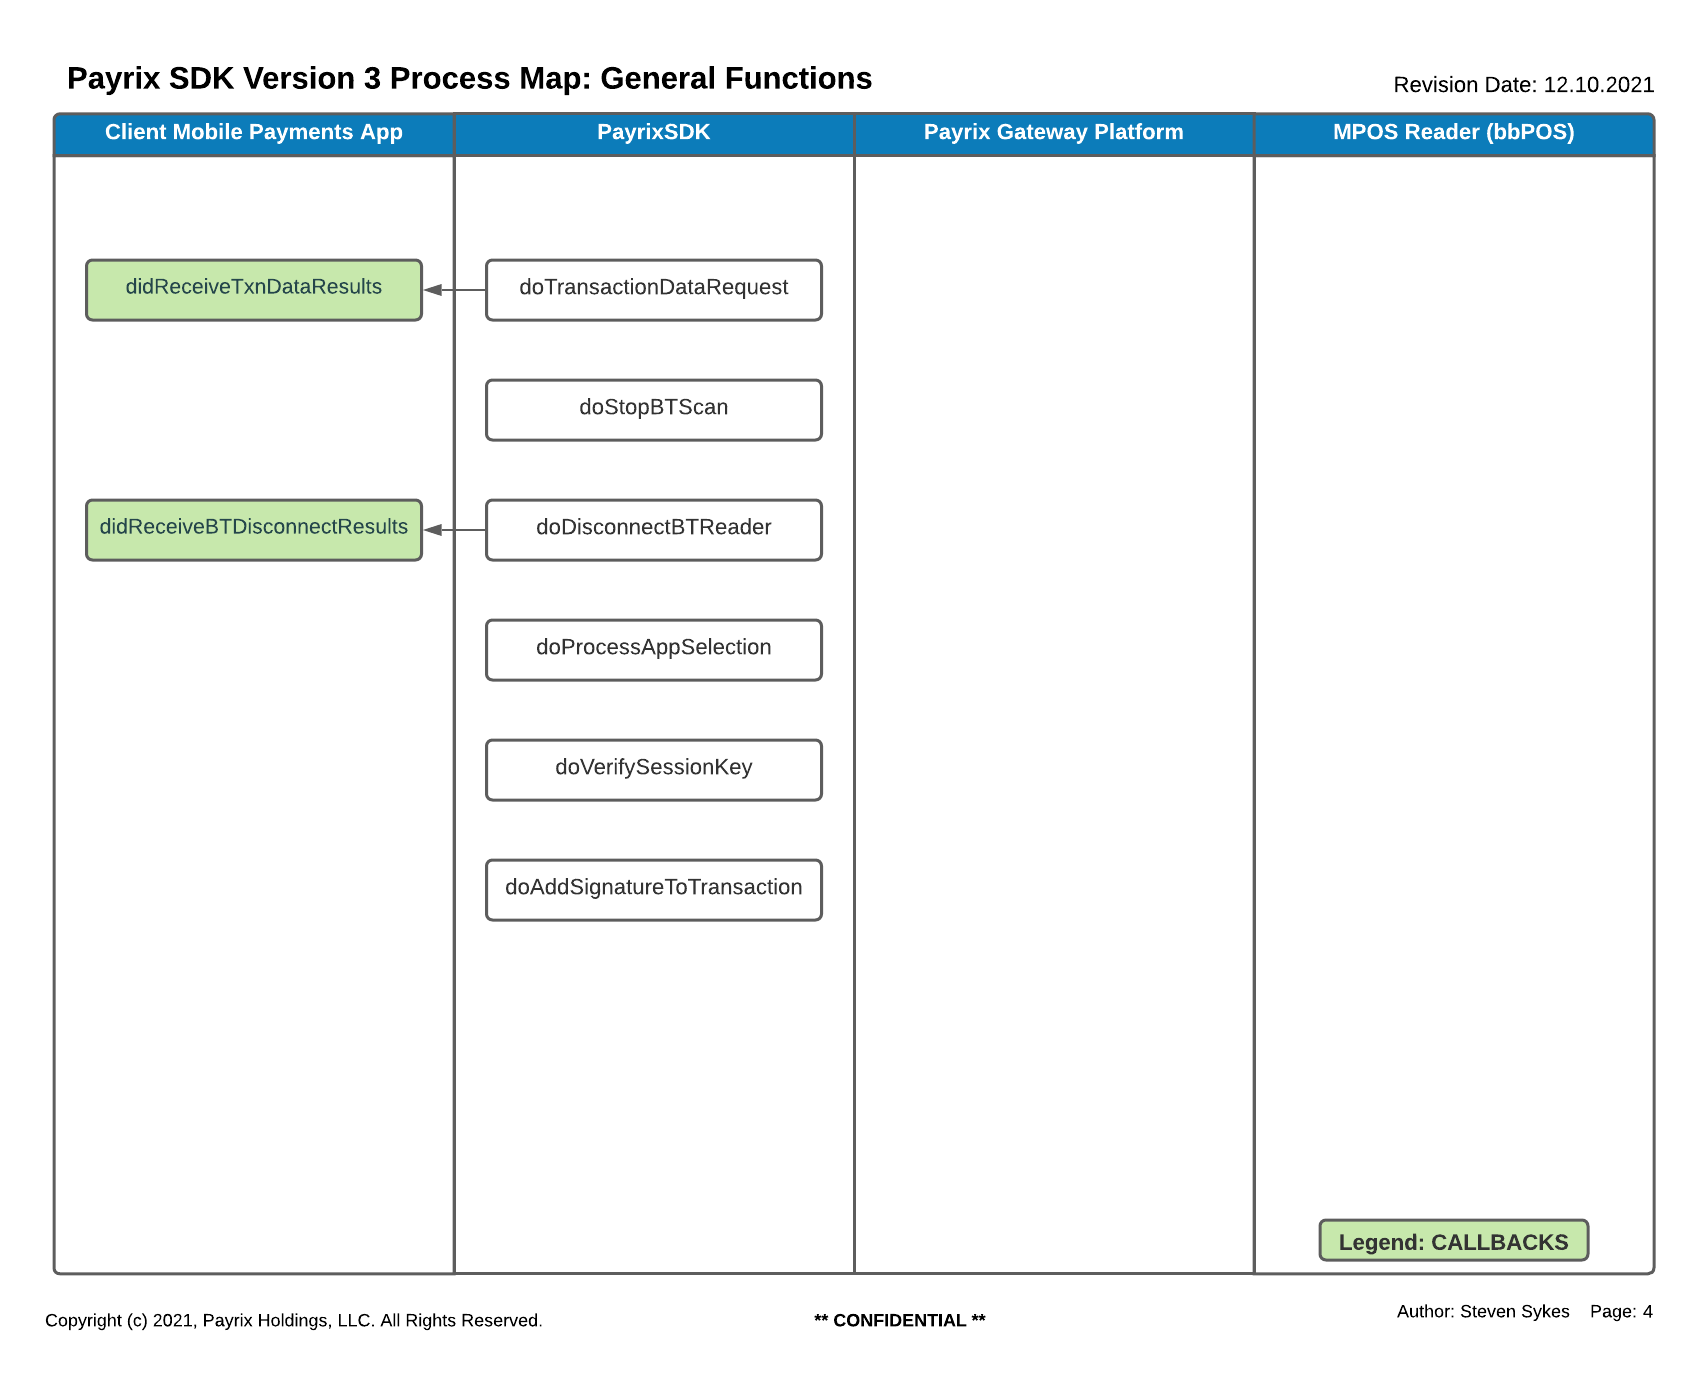 Payrix SDK Version 3 Process Map: General Functions
Revision Date: 12.10.2021
Client Mobile Payments App
PayrixSDK
Payrix Gateway Platform
MPOS Reader (bbPOS)
didReceiveTxnDataResults
doTransactionDataRequest
doStopBTScan
didReceiveBTDisconnectResults
doDisconnectBTReader
doProcessAppSelection
doVerifySessionKey
doAddSignatureToTransaction
Legend: CALLBACKS
Copyright (c) 2021, Payrix Holdings, LLC. All Rights Reserved.
** CONFIDENTIAL **
Author: Steven Sykes Page: 4